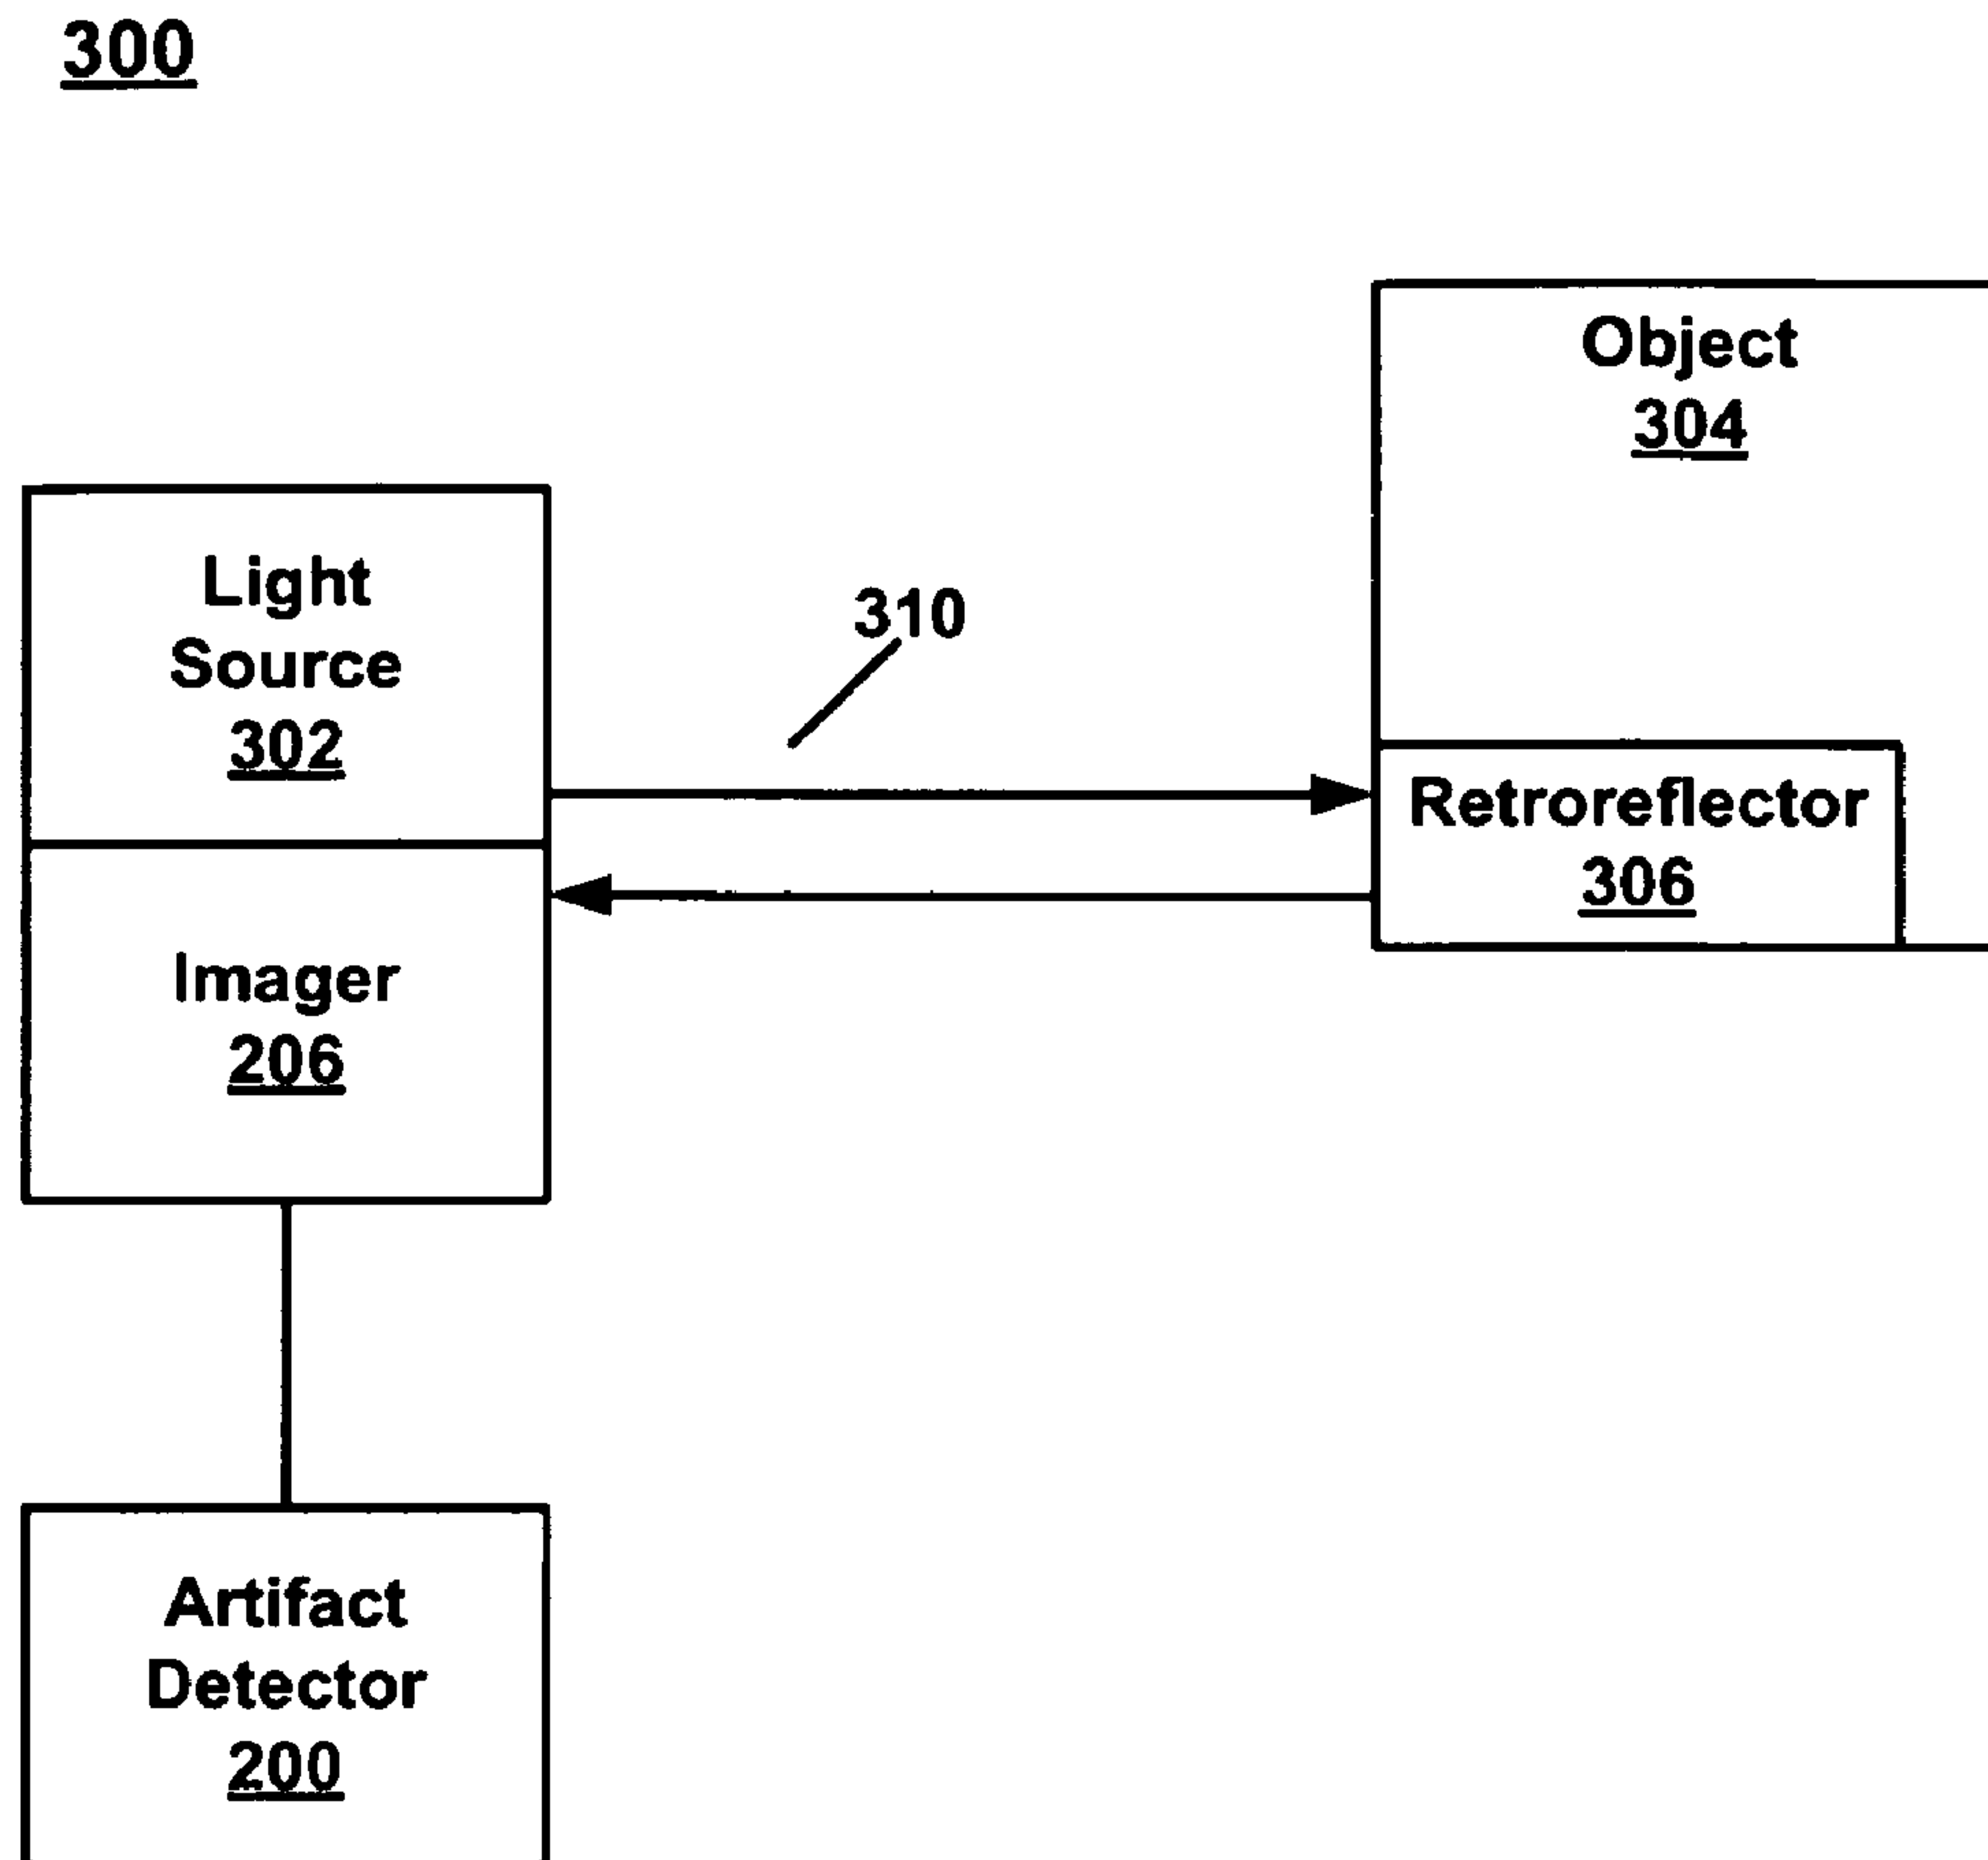 300
Object
304
Light
Source
302
310
Retroreflector
306
Imager
206
Artifact
Detector
200